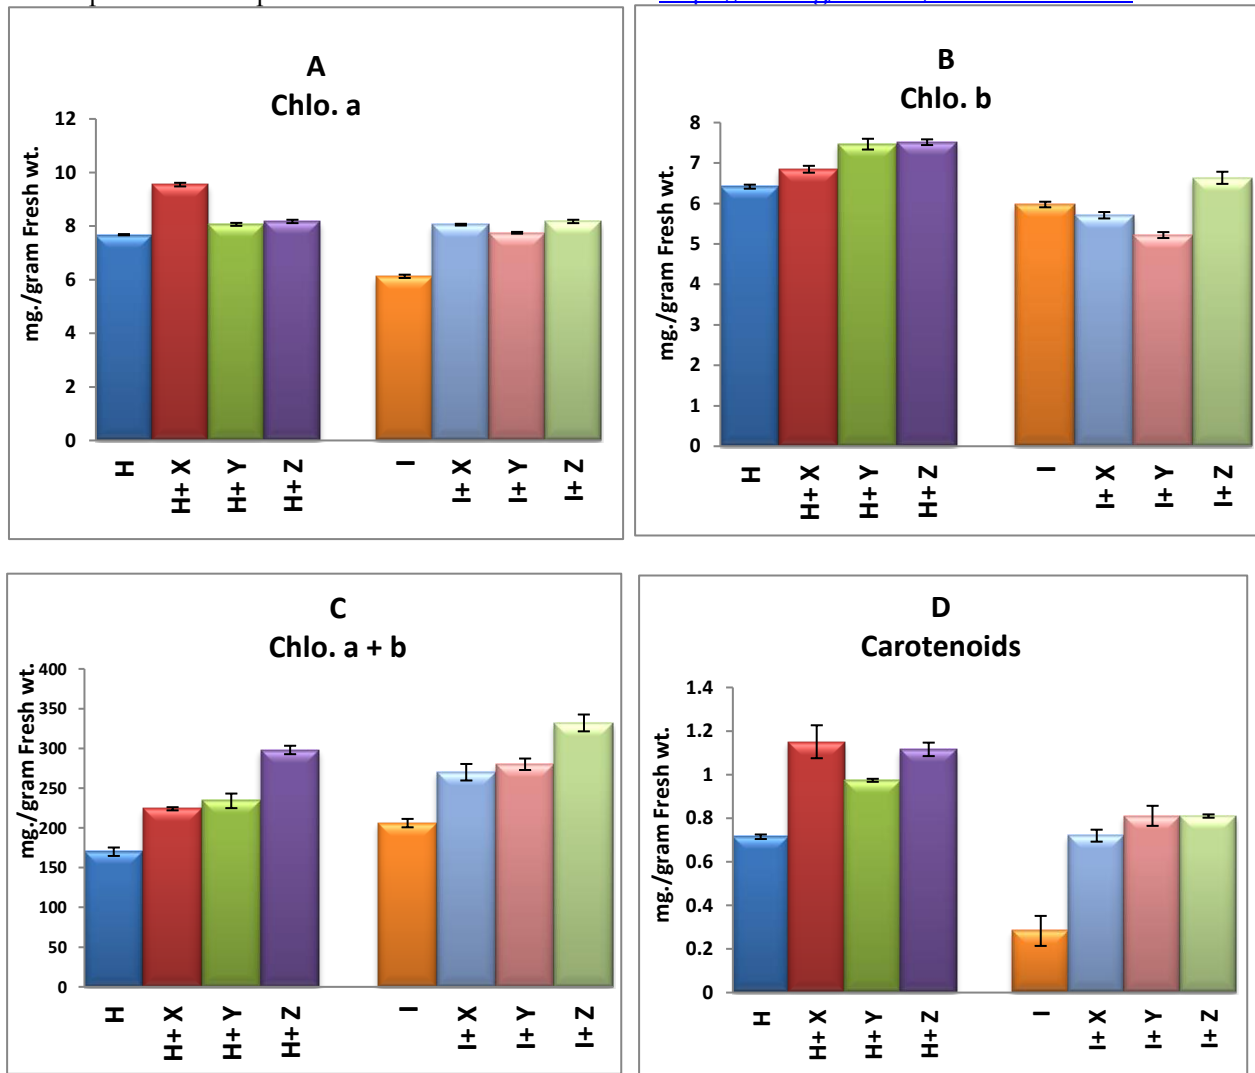 A
Chlo. a
mg./gram Fresh wt.
12
10
8
6
4
2
0
H
H+ X
H+ Y
H+ Z
I
I+ X
I+ Y
I+ Z
B
Chlo. b
mg./gram Fresh wt.
8
7
6
5
4
3
2
1
0
H
H+ X
H+ Y
H+ Z
I
I+ X
I+ Y
I+ Z
C
Chlo. a + b
mg./gram Fresh wt.
400
350
300
250
200
150
100
50
0
H
H+ X
H+ Y
H+ Z
I
I+ X
I+ Y
I+ Z
D
Carotenoids
mg./gram Fresh wt.
1.4
1.2
1
0.8
0.6
0.4
0.2
0
H
H+ X
H+ Y
H+ Z
I
I+ X
I+ Y
I+ Z